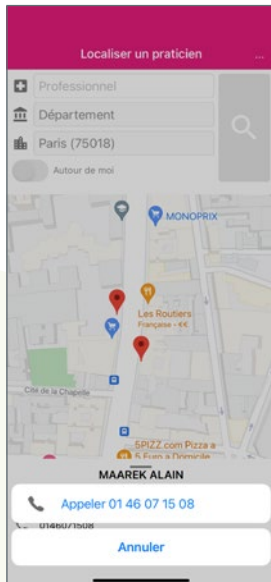 Localiser un praticien
...
Professionnel
Département
Paris (75018)
Autour de moi
MONOPRIX
Les Routiers
Française - €€
Cité de la Chapelle
5PIZZ.com Pizza a
5 Euro a Domicile
MAAREK ALAIN
Appeler 01 46 07 15 08
0146071508
Annuler